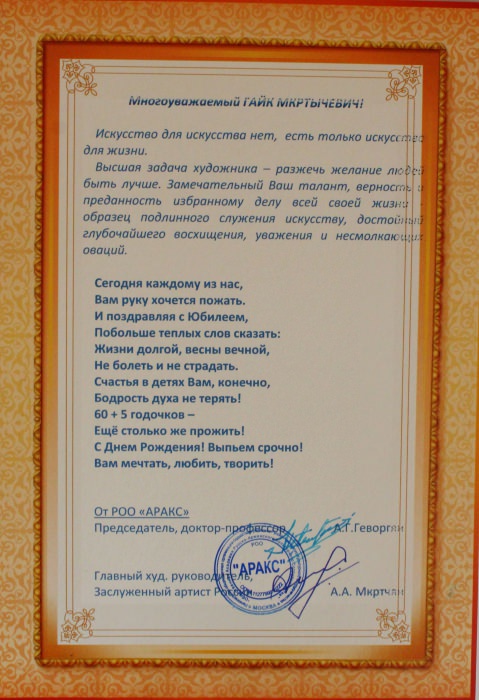 Многоуважаемый ГАЙК МКРТЫЧЕВИЧ!
Искусство для искусства нет, есть только искусство
для жизни.
Высшая задача художника – разжечь желание людей
быть лучше. Замечательный Ваш талант, верность и
преданность избранному делу всей своей жизни -
образец подлинного служения искусству, достойный
глубочайшего восхищения, уважения и несмолкающих
оваций.
Сегодня каждому из нас,
Вам руку хочется пожать.
И поздравляя с Юбилеем,
Побольше теплых слов сказать:
Жизни долгой, весны вечной,
Не болеть и не страдать.
Счастья в детях Вам, конечно,
Бодрость духа не терять!
60 + 5 годочков –
Ещё столько же прожить!
С Днем Рождения! Выпьем срочно!
Вам мечтать, любить, творить!
От РОО «АРАКС»
Председатель, доктор-профессор А.Г.Геворгян
РОО
"АРАКС"
МОСКВА
Главный худ. руководитель,
Заслуженный артист России А.А. Мкртчян